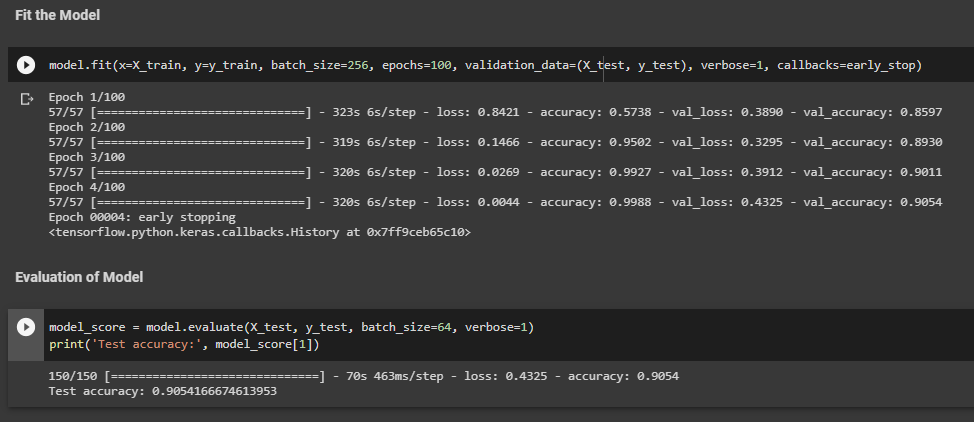 Fit the Model
model.fit(x=X_train, y=y_train, batch_size=256, epochs=100, validation_data=(X_test, y_test), verbose=1, callbacks=early_stop)
Epoch 1/100
57/57 [==============================] - 323s 6s/step - loss: 0.8421 - accuracy: 0.5738 - val_loss: 0.3890 - val_accuracy: 0.8597
Epoch 2/100
57/57 [==============================] - 319s 6s/step - loss: 0.1466 - accuracy: 0.9502 - val_loss: 0.3295 - val_accuracy: 0.8930
Epoch 3/100
57/57 [==============================] - 320s 6s/step - loss: 0.0269 - accuracy: 0.9927 - val_loss: 0.3912 - val_accuracy: 0.9011
Epoch 4/100
57/57 [==============================] - 320s 6s/step - loss: 0.0044 - accuracy: 0.9988 - val_loss: 0.4325 - val_accuracy: 0.9054
Epoch 00004: early stopping
<tensorflow.python.keras.callbacks.History at 0x7ff9ceb65c10>
Evaluation of Model
model_score = model.evaluate(X_test, y_test, batch_size=64, verbose=1)
print('Test accuracy:', model_score[1])
150/150 [==============================] - 70s 463ms/step - loss: 0.4325 - accuracy: 0.9054
Test accuracy: 0.9054166674613953